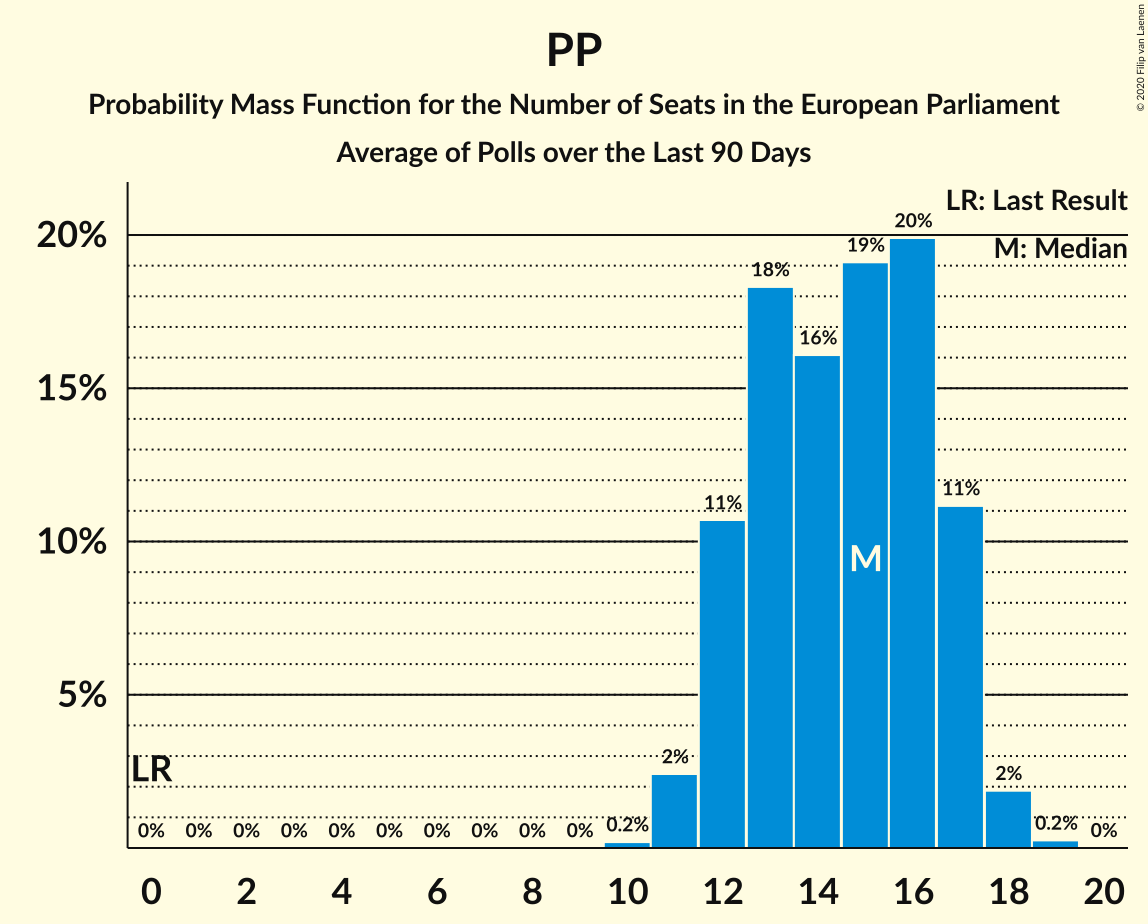 © 2020 Filip van Laenen
PP
Probability Mass Function for the Number of Seats in the European Parliament
Average of Polls over the Last 90 Days
LR: Last Result
M: Median
20%
15%
10%
5%
LR
0% 0% 0% 0% 0% 0% 0% 0% 0% 0% 0.2% 2% 11% 18% 16% 19% 20% 11% 2% 0.2% 0%
M
0 2 4 6 8 10 12 14 16 18 20